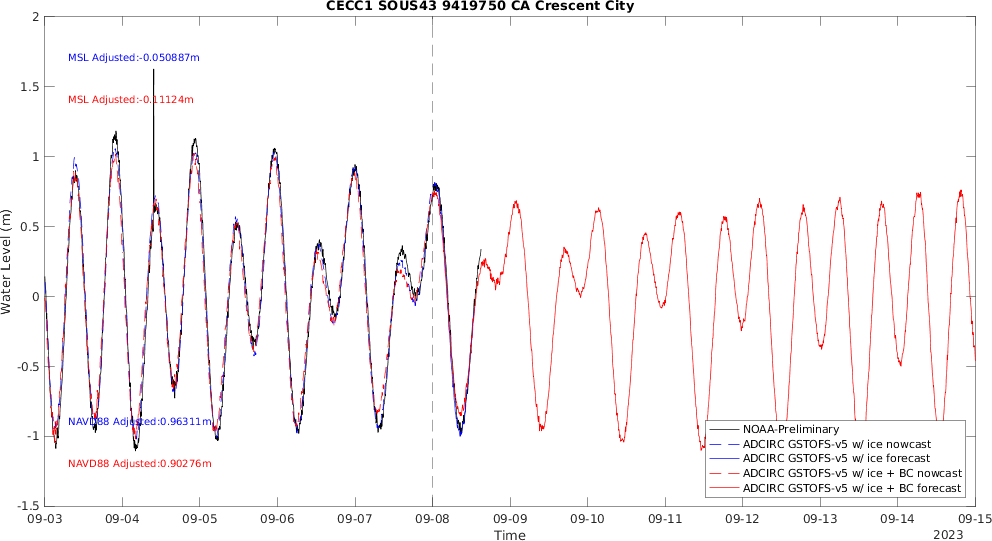 CECC1 SOUS43 9419750 CA Crescent City
2
MSL Adjusted:-0.050887m
1.5
MSL Adjusted:-0.11124m
1
0.5
Water Level (m)
0
-0.5
NAVD88 Adjusted:0.96311m
-1
NAVD88 Adjusted:0.90276m
-1.5
NOAA-Preliminary
ADCIRC GSTOFS-v5 w/ ice nowcast
ADCIRC GSTOFS-v5 w/ ice forecast
ADCIRC GSTOFS-v5 w/ ice + BC nowcast
ADCIRC GSTOFS-v5 w/ ice + BC forecast
09-03 09-04 09-05 09-06 09-07 09-08 09-09 09-10 09-11 09-12 09-13 09-14 09-15
Time
2023